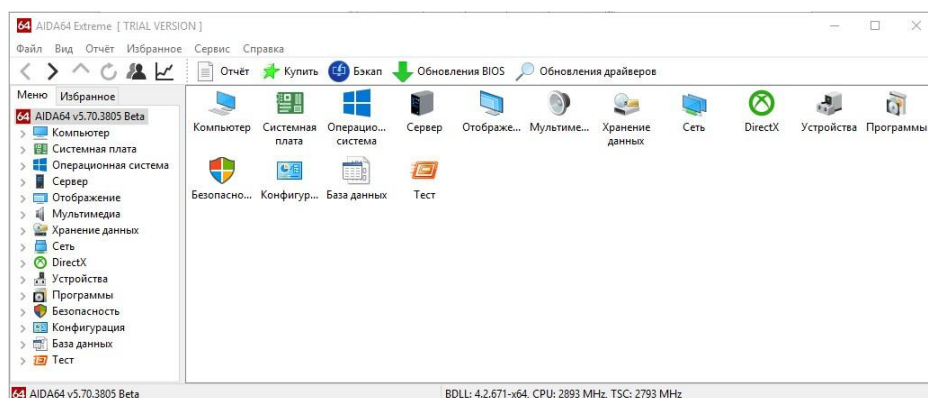 64 AIDA64 Extreme [ TRIAL VERSION ]
Файл Вид Отчёт Избранное Сервис Справка
Отчёт Купить Бэкап Обновления BIOS Обновления драйверов
Меню Избранное
64 AIDA64 v5.70.3805 Beta
Компьютер
Системная плата
Операционная система
Сервер
Отображение
Мультимедиа
Хранение данных
Сеть
DirectX
Устройства
Программы
Безопасность
Конфигурация
База данных
Тест
Компьютер Системная плата Операцио... система Сервер Отображе... Мультиме... Хранение данных Сеть DirectX Устройства Программы
Безопасно... Конфигур... База данных Тест
64 AIDA64 v5.70.3805 Beta
BDLL: 4.2.671-x64, CPU: 2893 MHz, TSC: 2793 MHz